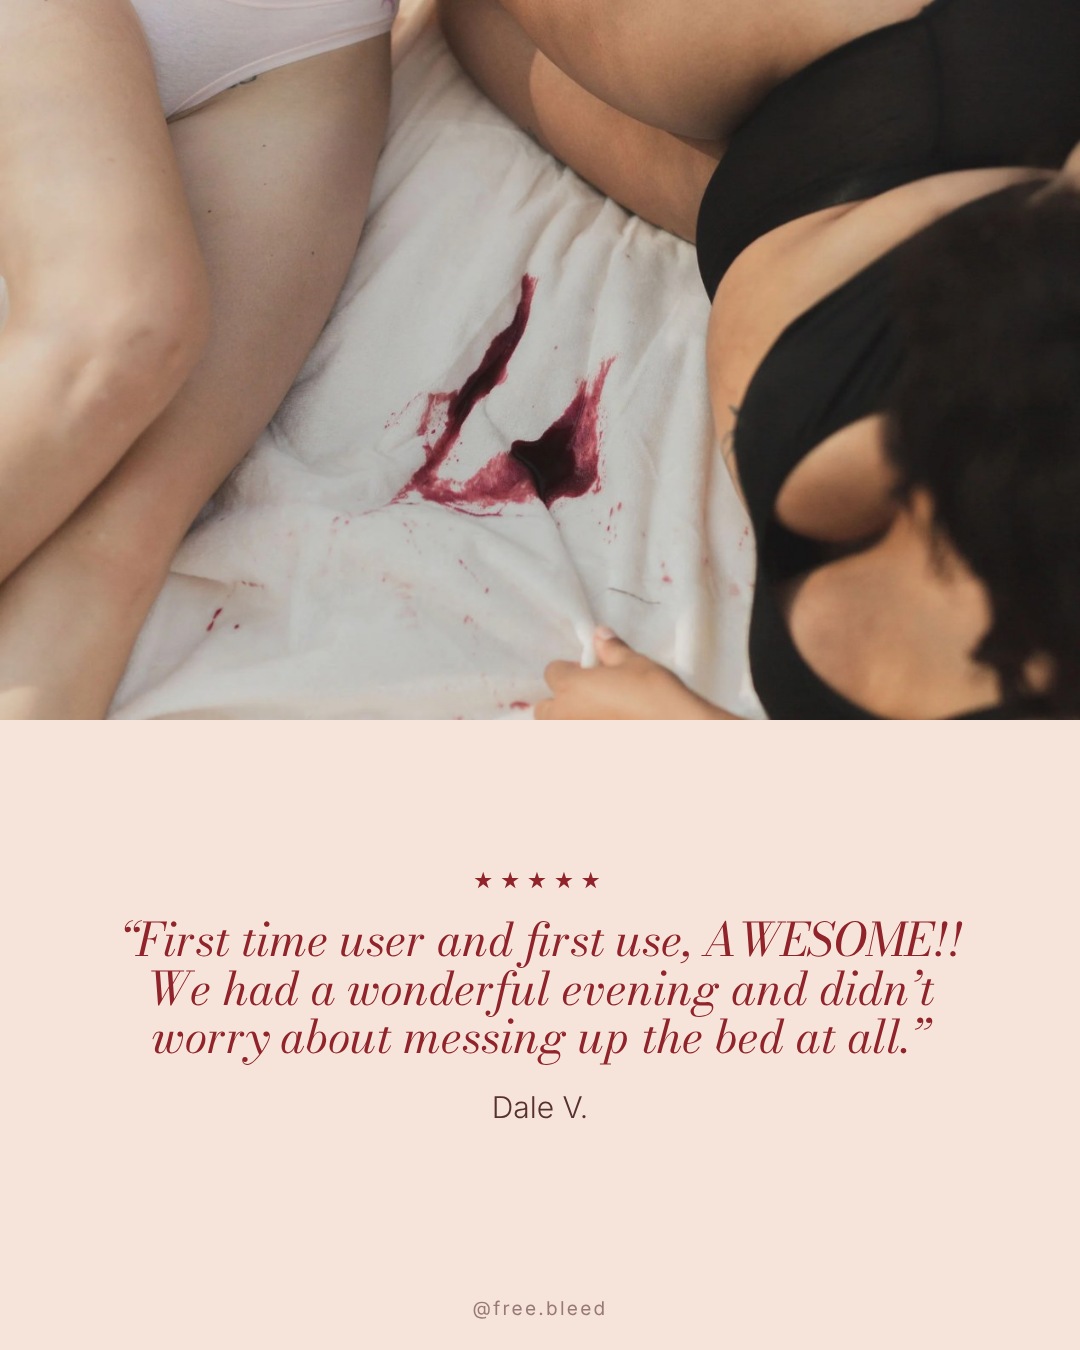 ★★★★★
“First time user and first use, AWESOME!!
We had a wonderful evening and didn’t
worry about messing up the bed at all.”
Dale V.
@free.bleed